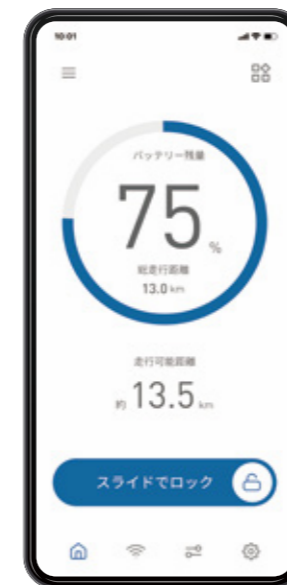 10:01
バッテリー残量
75 %
総走行距離
13.0 km
走行可能距離
約 13.5 km
スライドでロック